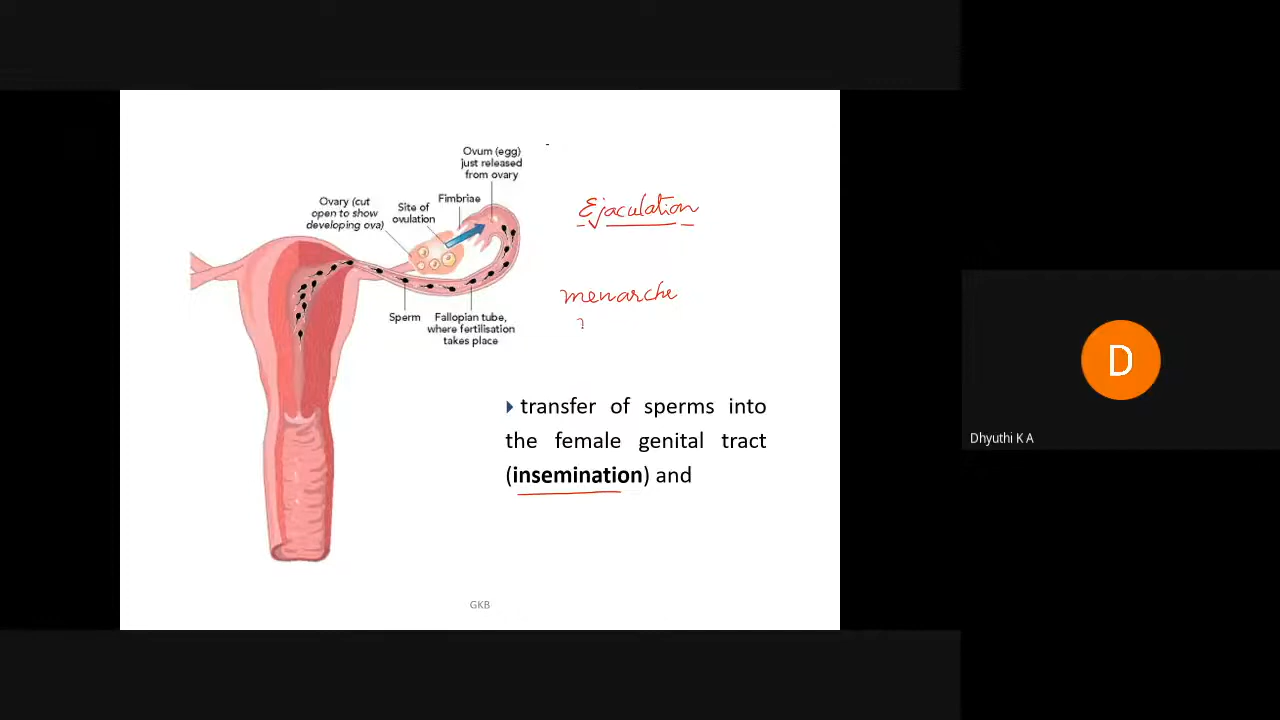 Ovum (egg)
just released
from ovary
Fimbriae
Site of
ovulation
Ovary (cut
open to show
developing ova)
Ejaculation
menarche
Sperm
Fallopian tube,
where fertilisation
takes place
transfer of sperms into
the female genital tract
(insemination) and
GKB
D
Dhyuthi K A